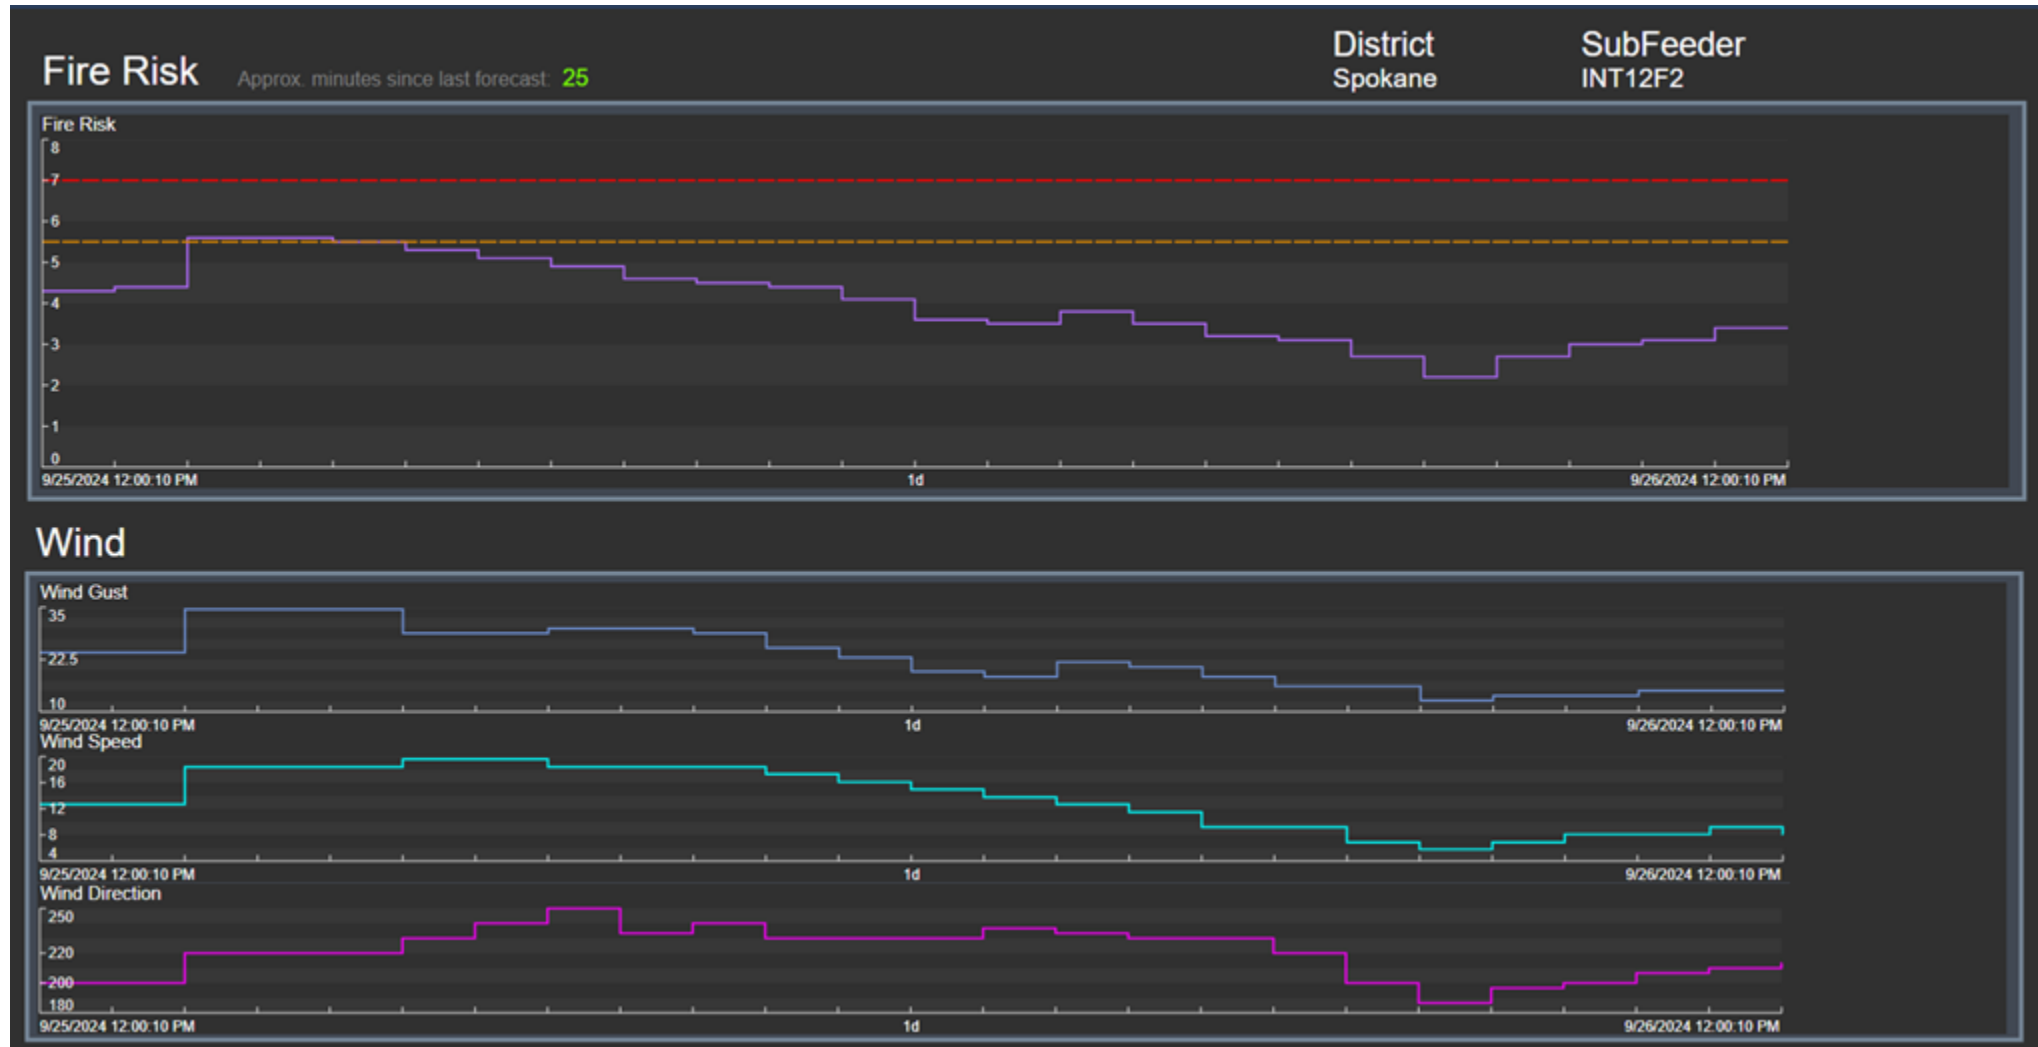 District SubFeeder
Fire Risk Approx. minutes since last forecast: 25 Spokane INT12F2
Fire Risk
8
7
6
5
4
3
2
1
0
9/25/2024 12:00:10 PM 1d 9/26/2024 12:00:10 PM
Wind
Wind Gust
35
22.5
10
9/25/2024 12:00:10 PM 1d 9/26/2024 12:00:10 PM
Wind Speed
20
16
12
8
4
9/25/2024 12:00:10 PM 1d 9/26/2024 12:00:10 PM
Wind Direction
250
220
200
180
9/25/2024 12:00:10 PM 1d 9/26/2024 12:00:10 PM